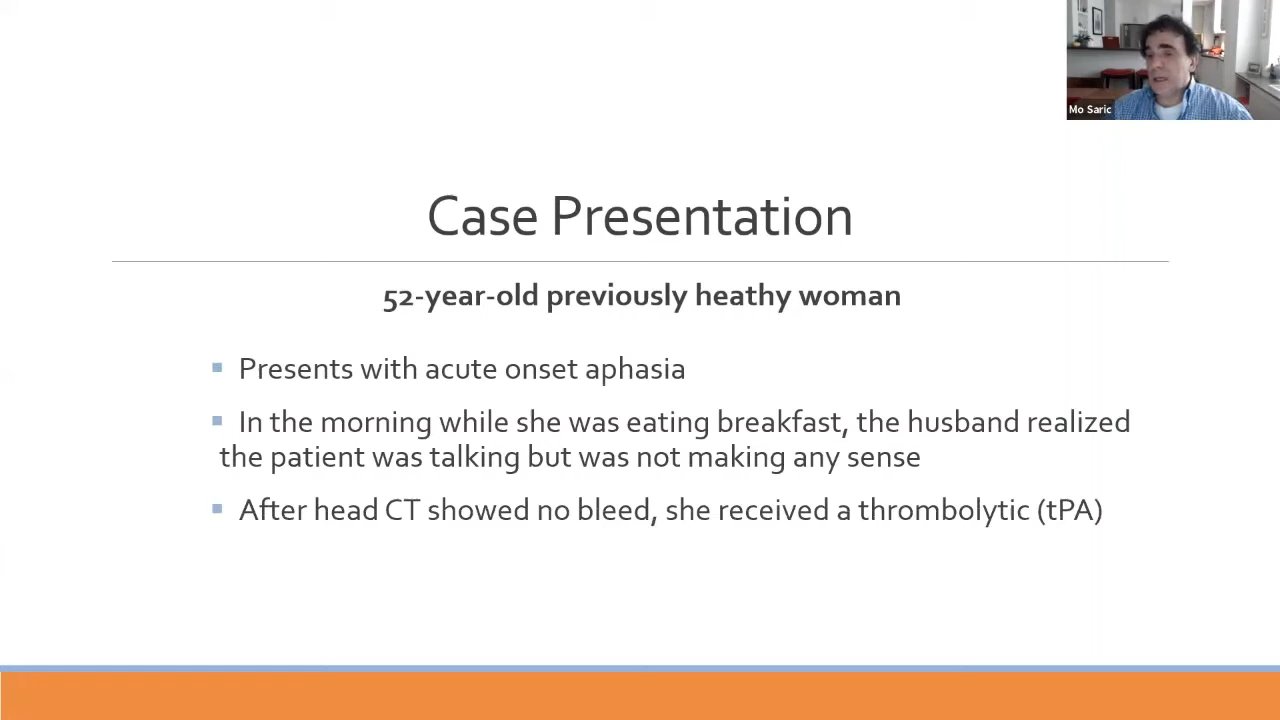 Mo Saric
Case Presentation
52-year-old previously heathy woman
▪ Presents with acute onset aphasia
▪ In the morning while she was eating breakfast, the husband realized
the patient was talking but was not making any sense
▪ After head CT showed no bleed, she received a thrombolytic (tPA)